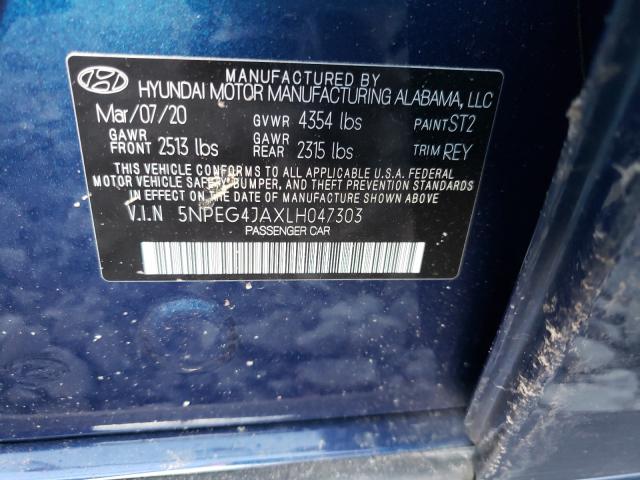 MANUFACTURED BY
HYUNDAI MOTOR MANUFACTURING ALABAMA, LLC
Mar/07/20 GVWR 4354 lbs PAINT ST2
GAWR FRONT 2513 lbs GAWR REAR 2315 lbs TRIM REY
THIS VEHICLE CONFORMS TO ALL APPLICABLE U.S.A. FEDERAL
MOTOR VEHICLE SAFETY, BUMPER, AND THEFT PREVENTION STANDARDS
IN EFFECT ON THE DATE OF MANUFACTURE SHOWN ABOVE.
V.I.N 5NPEG4JAXLH047303
PASSENGER CAR